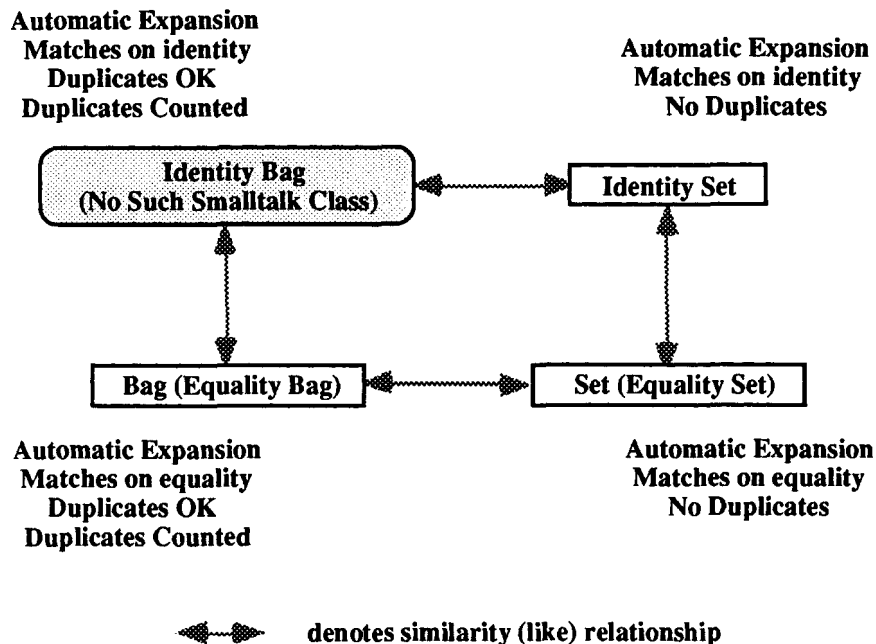 Automatic Expansion
Matches on identity
Duplicates OK
Duplicates Counted
Automatic Expansion
Matches on identity
No Duplicates
Identity Bag
(No Such Smalltalk Class)
Identity Set
Bag (Equality Bag)
Set (Equality Set)
Automatic Expansion
Matches on equality
Duplicates OK
Duplicates Counted
Automatic Expansion
Matches on equality
No Duplicates
denotes similarity (like) relationship